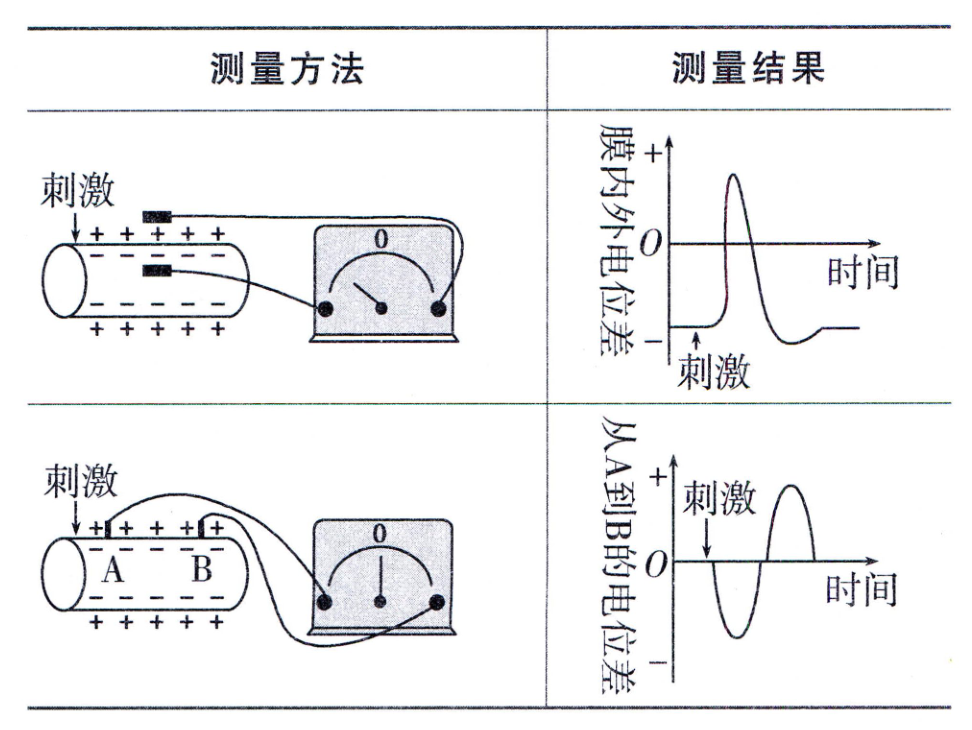 测量方法
测量结果
刺激
+ + + + +
− − − − −
− − − − −
+ + + + +
0
膜内外电位差
+
O
−
时间
刺激
刺激
+ + + + +
− − − − −
A
B
− − − − −
+ + + + +
0
从A到B的电位差
+
O
−
刺激
时间